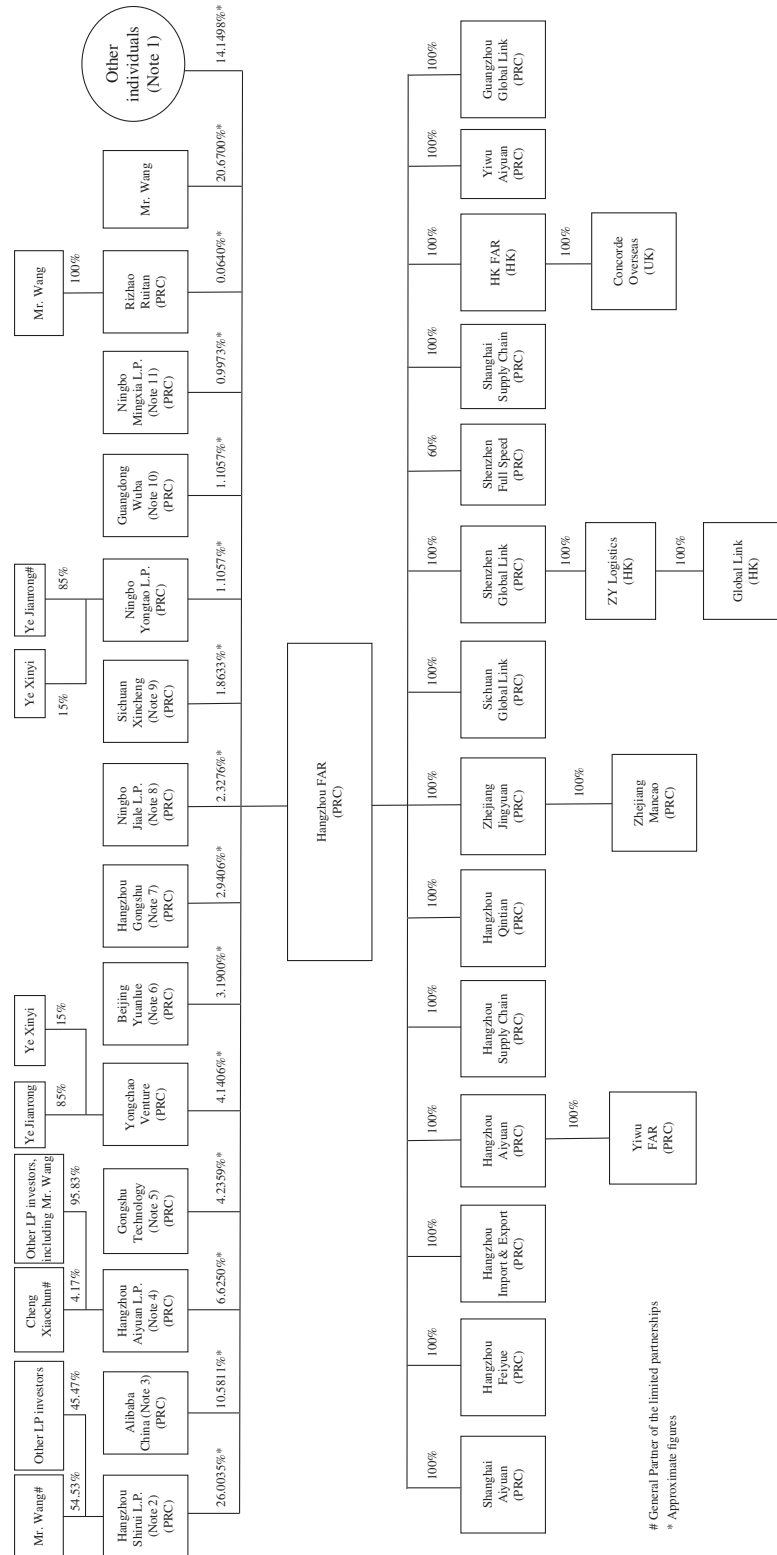 Mr. Wang#
Other LP investors
Cheng
Xiaochun#
Other LP investors,
including Mr. Wang
Ye Jianrong
Ye Xinyi
Ye Xinyi
Ye Jianrong#
Mr. Wang
54.53%
45.47%
4.17%
95.83%
85%
15%
15%
85%
100%
Hangzhou
Shirui L.P.
(Note 2)
(PRC)
Alibaba
China (Note 3)
(PRC)
Hangzhou
Aiyuan L.P.
(Note 4)
(PRC)
Gongshu
Technology
(Note 5)
(PRC)
Yongchao
Venture
(PRC)
Beijing
Yuanlue
(Note 6)
(PRC)
Hangzhou
Gongshu
(Note 7)
(PRC)
Ningbo
Jiale L.P.
(Note 8)
(PRC)
Sichuan
Xincheng
(Note 9)
(PRC)
Ningbo
Yongtao L.P.
(PRC)
Guangdong
Wuba
(Note 10)
(PRC)
Ningbo
Mingxia L.P.
(Note 11)
(PRC)
Rizhao
Ruitan
(PRC)
Mr. Wang
Other
individuals
(Note 1)
26.0035%*
10.5811%*
6.6250%*
4.2359%*
4.1406%*
3.1900%*
2.9406%*
2.3276%*
1.8633%*
1.1057%*
1.1057%*
0.9973%*
0.0640%*
20.6700%*
14.1498%*
Hangzhou FAR
(PRC)
100%
100%
100%
100%
100%
100%
100%
100%
100%
60%
100%
100%
100%
100%
Shanghai
Aiyuan
(PRC)
Hangzhou
Feiyue
(PRC)
Hangzhou
Import & Export
(PRC)
Hangzhou
Aiyuan
(PRC)
Hangzhou
Supply Chain
(PRC)
Hangzhou
Qintian
(PRC)
Zhejiang
Jingyuan
(PRC)
Sichuan
Global Link
(PRC)
Shenzhen
Global Link
(PRC)
Shenzhen
Full Speed
(PRC)
Shanghai
Supply Chain
(PRC)
HK FAR
(HK)
Yiwu
Aiyuan
(PRC)
Guangzhou
Global Link
(PRC)
100%
100%
100%
100%
Yiwu
FAR
(PRC)
Zhejiang
Mancao
(PRC)
ZY Logistics
(HK)
Concorde
Overseas
(UK)
100%
Global Link
(HK)
# General Partner of the limited partnerships
* Approximate figures